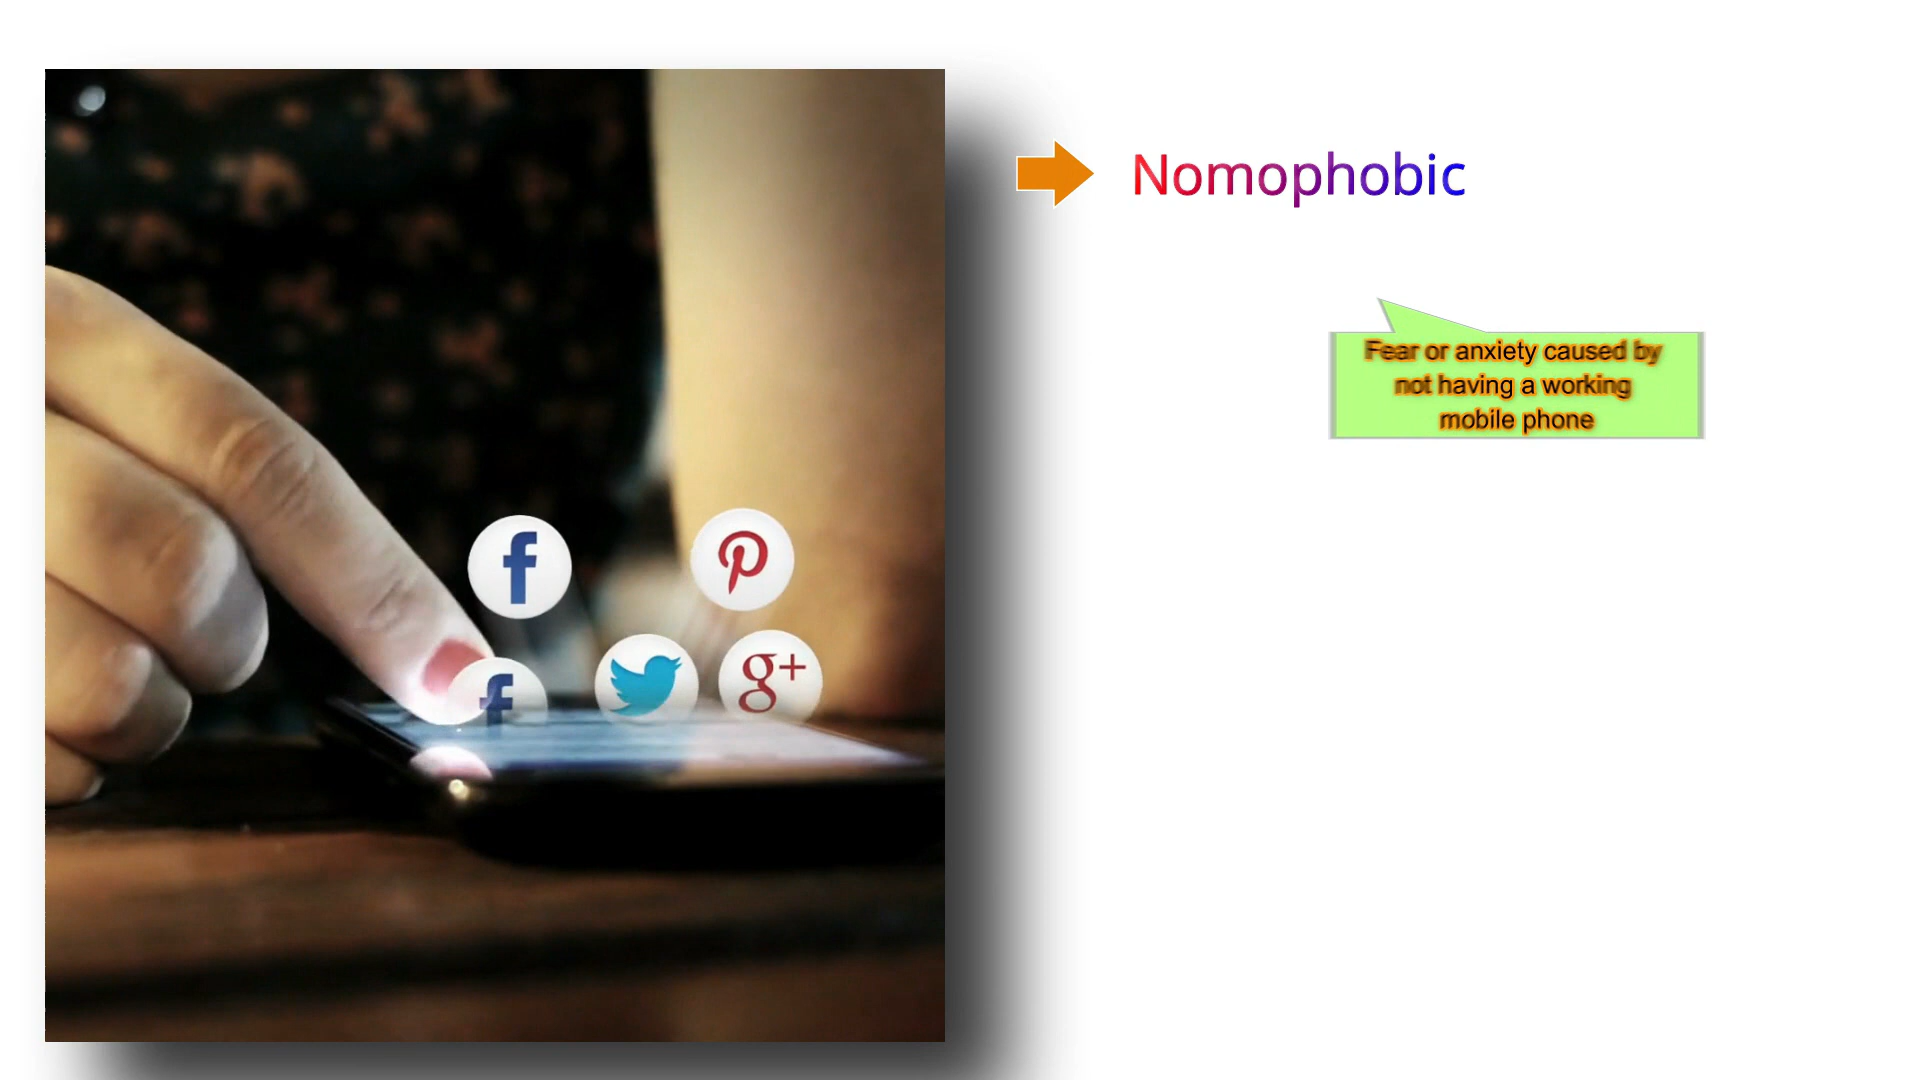 Nomophobic
Fear or anxiety caused by
not having a working
mobile phone
f
f
g+